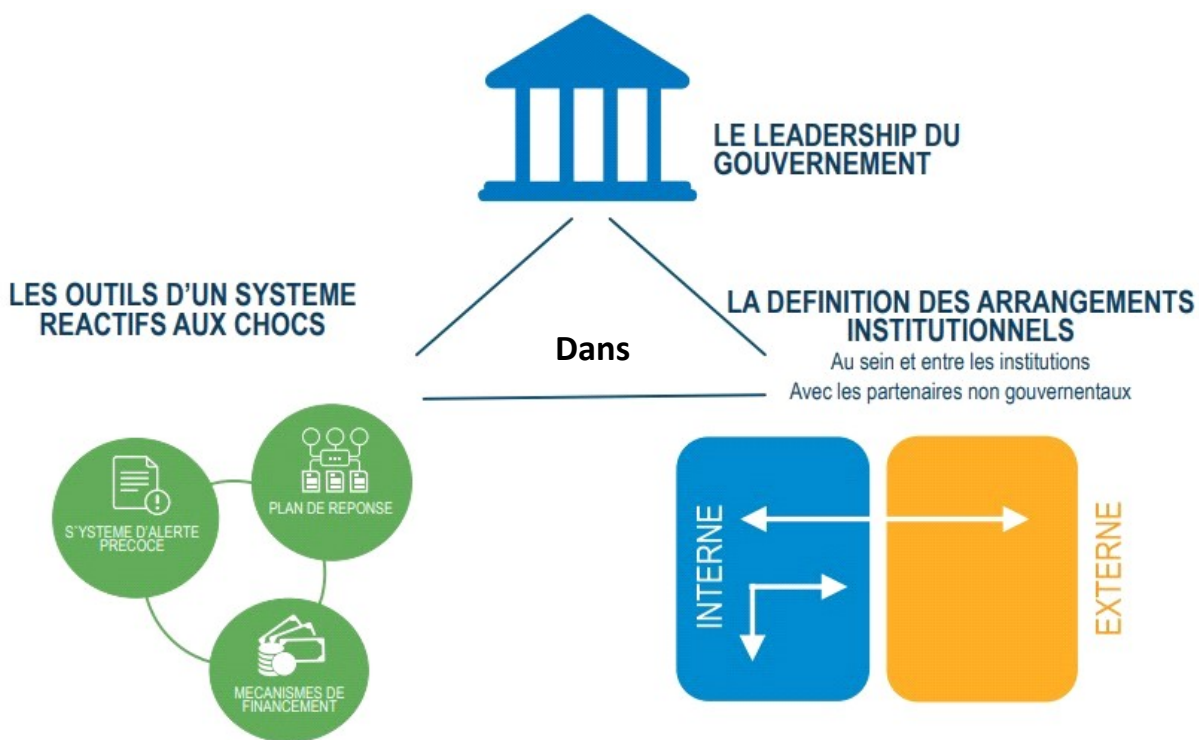 LE LEADERSHIP DU
GOUVERNEMENT
LES OUTILS D'UN SYSTEME
REACTIFS AUX CHOCS
LA DEFINITION DES ARRANGEMENTS
INSTITUTIONNELS
Au sein et entre les institutions
Avec les partenaires non gouvernementaux
Dans
PLAN DE REPONSE
S'YSTEME D'ALERTE
PRECOCE
MECANISMES DE
FINANCEMENT
INTERNE
EXTERNE